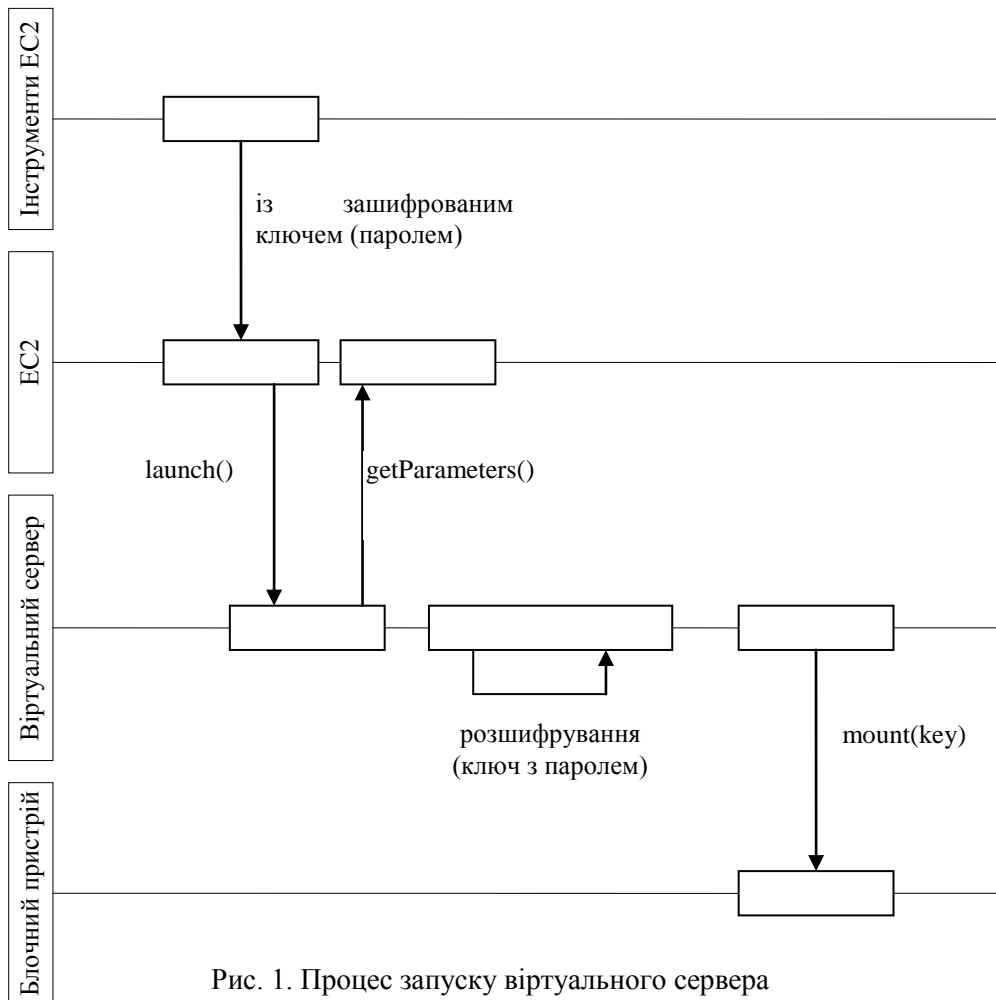 Інструменти EC2
із зашифрованим
ключем (паролем)
EC2
launch()
getParameters()
Віртуальний сервер
розшифрування
(ключ з паролем)
mount(key)
Блочний пристрій
Рис. 1. Процес запуску віртуального сервера